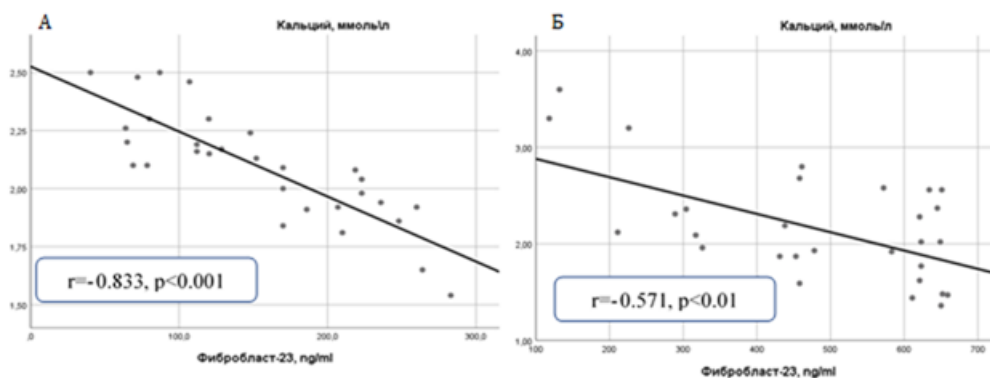 А
Кальций, ммоль/л
2,50
2,25
2,00
1,75
1,50
r=-0.833, p<0.001
,0
100,0
200,0
300,0
Фибробласт-23, ng/ml
Б
Кальций, ммоль/л
4,00
3,00
2,00
1,00
r=-0.571, p<0.01
100
200
300
400
500
600
700
Фибробласт-23, ng/ml